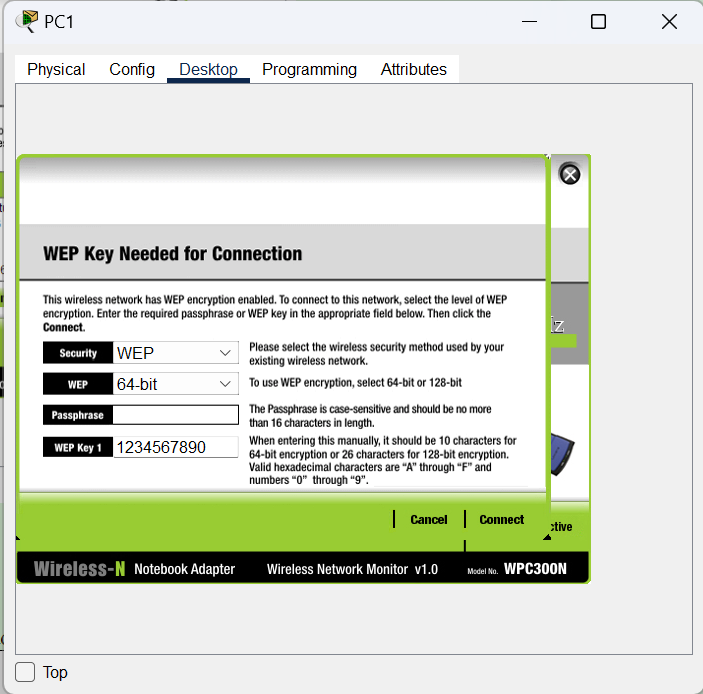 PC1
Physical Config Desktop Programming Attributes
WEP Key Needed for Connection
This wireless network has WEP encryption enabled. To connect to this network, select the level of WEP
encryption. Enter the required passphrase or WEP key in the appropriate field below. Then click the
Connect.
Security WEP
Please select the wireless security method used by your
existing wireless network.
WEP 64-bit To use WEP encryption, select 64-bit or 128-bit
Passphrase
The Passphrase is case-sensitive and should be no more
than 16 characters in length.
WEP Key 1 1234567890
When entering this manually, it should be 10 characters for
64-bit encryption or 26 characters for 128-bit encryption.
Valid hexadecimal characters are “A” through “F” and
numbers “0” through “9”.
Cancel Connect
Wireless-N Notebook Adapter Wireless Network Monitor v1.0 Model No. WPC300N
Top